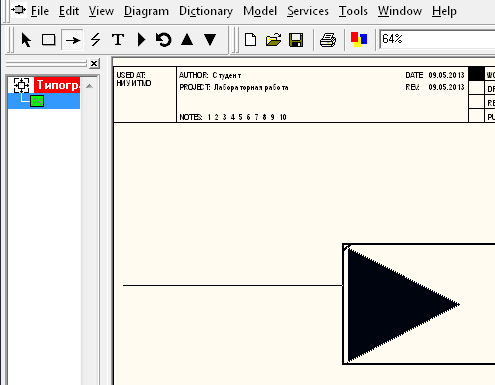 File Edit View Diagram Dictionary Model Services Tools Window Help
T 64%
Типогр
USED AT: AUTHOR: Студент DATE: 09.05.2013 WO
НИУ ИТМО PROJECT: Лабораторная работа REV: 09.05.2013 DR
RE
NOTES: 1 2 3 4 5 6 7 8 9 10 PU